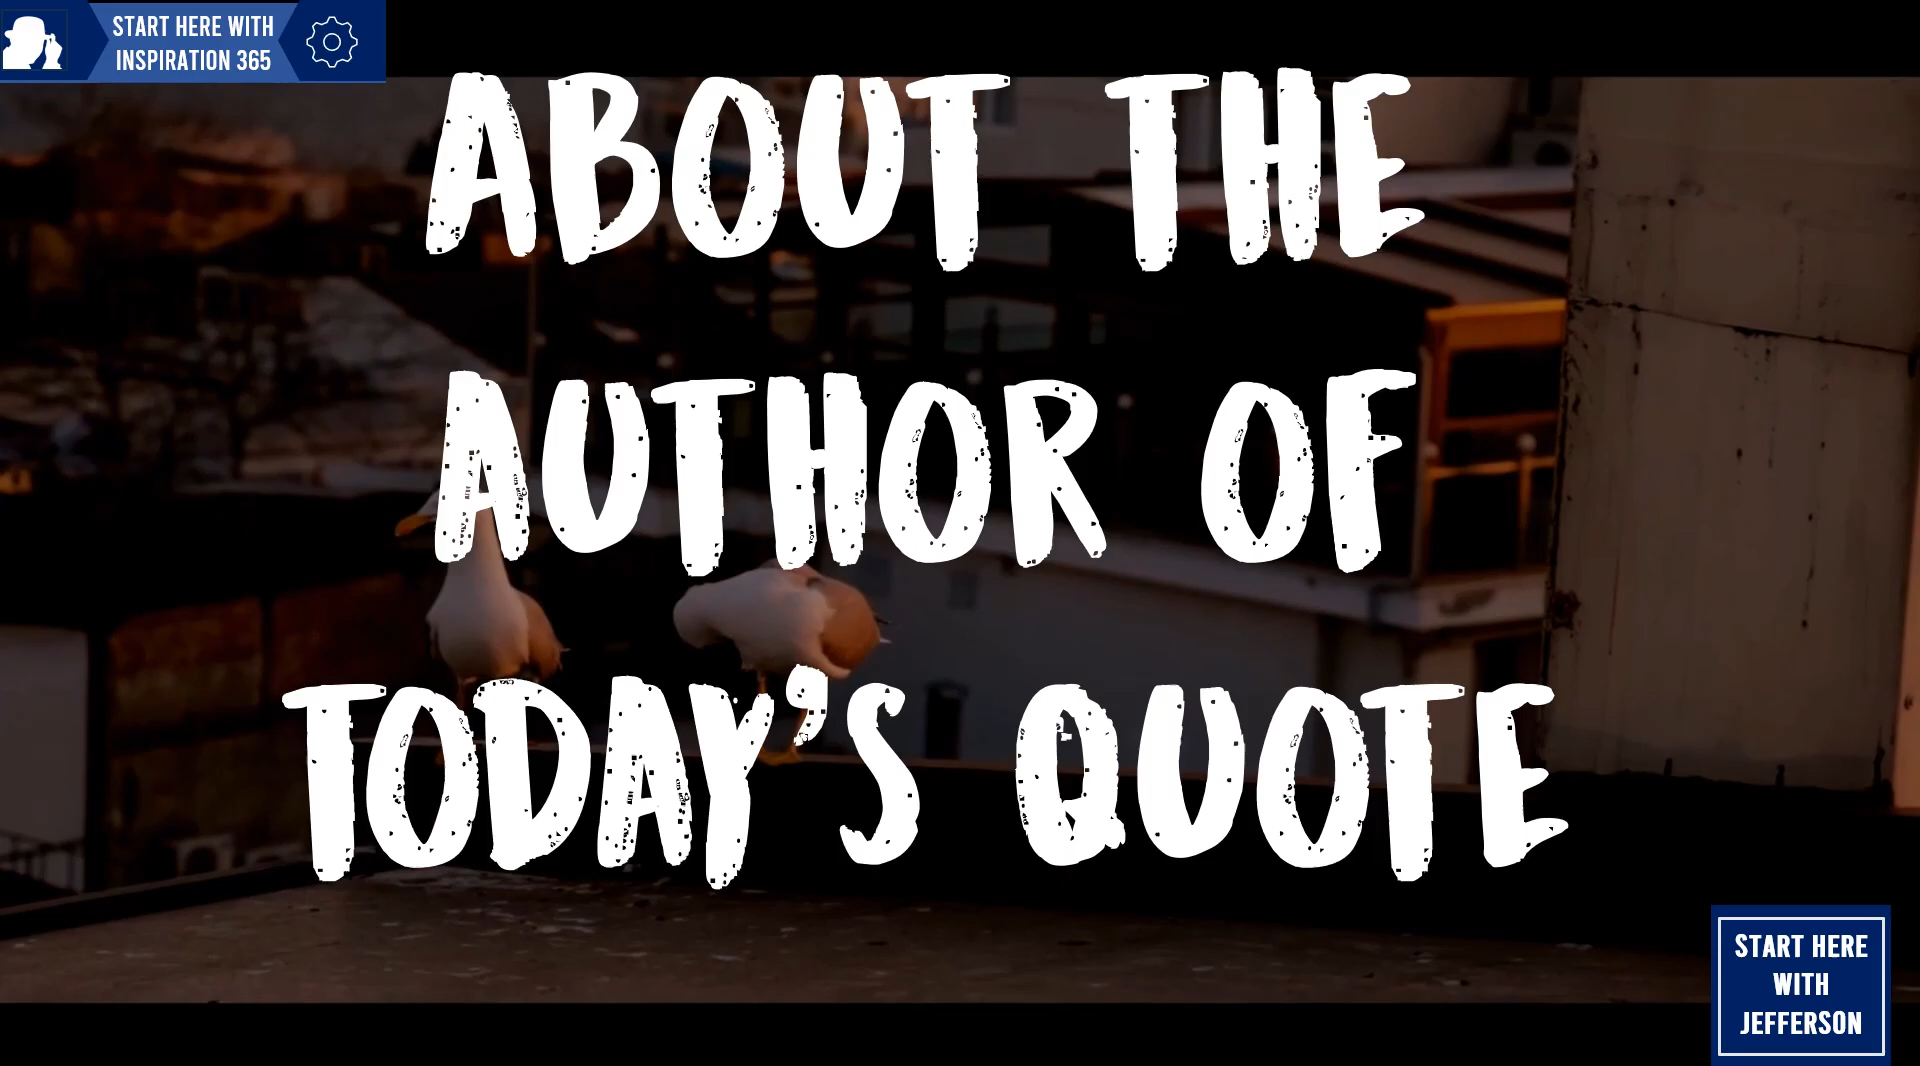 START HERE WITH
INSPIRATION 365
ABOUT THE
AUTHOR OF
TODAY'S QUOTE
START HERE
WITH
JEFFERSON